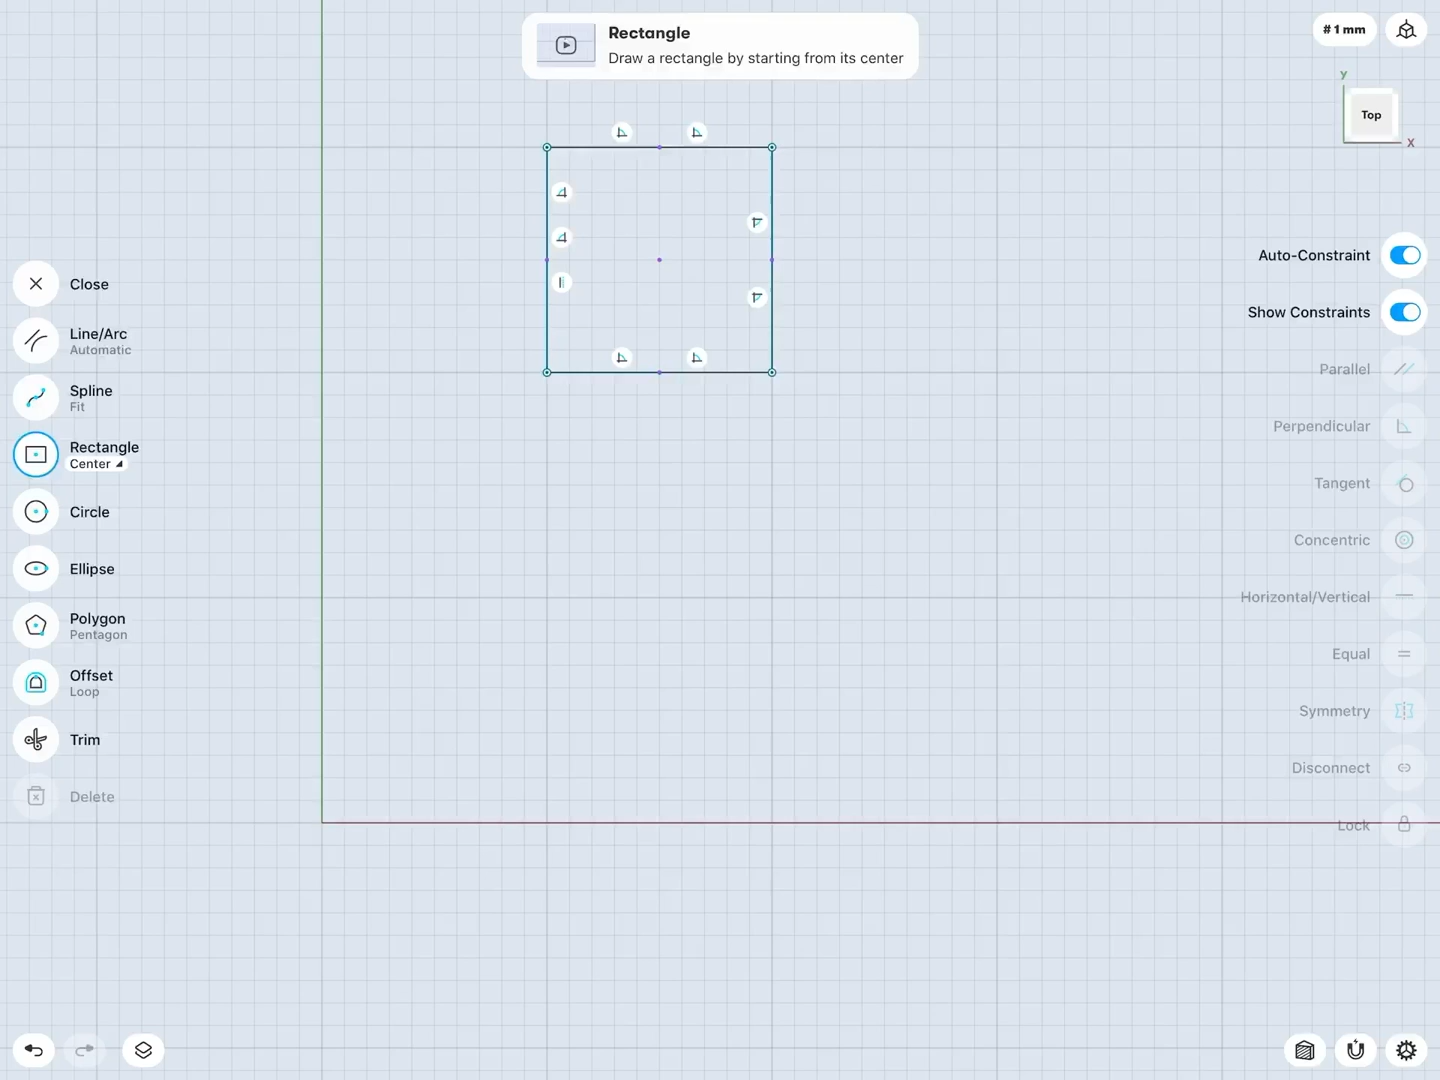 Rectangle
Draw a rectangle by starting from its center
# 1 mm
y
Top
X
Close
Line/Arc
Automatic
Spline
Fit
Rectangle
Center
Circle
Ellipse
Polygon
Pentagon
Offset
Loop
Trim
Delete
Auto-Constraint
Show Constraints
Parallel
Perpendicular
Tangent
Concentric
Horizontal/Vertical
Equal
Symmetry
Disconnect
Lock